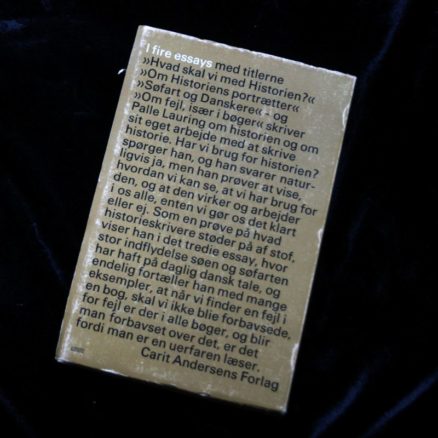 I fire essays med titlerne
»Hvad skal vi med Historien?«
»Om Historiens portrætter«
»Søfart og Danskere« og
»Om fejl, især i bøger« skriver
Palle Lauring om historien og om
sit eget arbejde med at skrive
historie. Har vi brug for historien?
spørger han, og han svarer natur-
ligvis ja, men han prøver at vise,
hvordan vi kan se, at vi har brug for
den, og at den virker og arbejder
i os alle, enten vi gør os det klart
eller ej. Som en prøve på hvad
historieskrivere støder på af stof,
viser han i det tredie essay, hvor
stor indflydelse søen og søfarten
har haft på daglig dansk tale, og
endelig fortæller han med mange
eksempler, at når vi finder en fejl i
en bog, skal vi ikke blie forbavsede,
for fejl er der i alle bøger, og blir
man forbavset over det, er det
fordi man er en uerfaren læser.
Carit Andersens Forlag